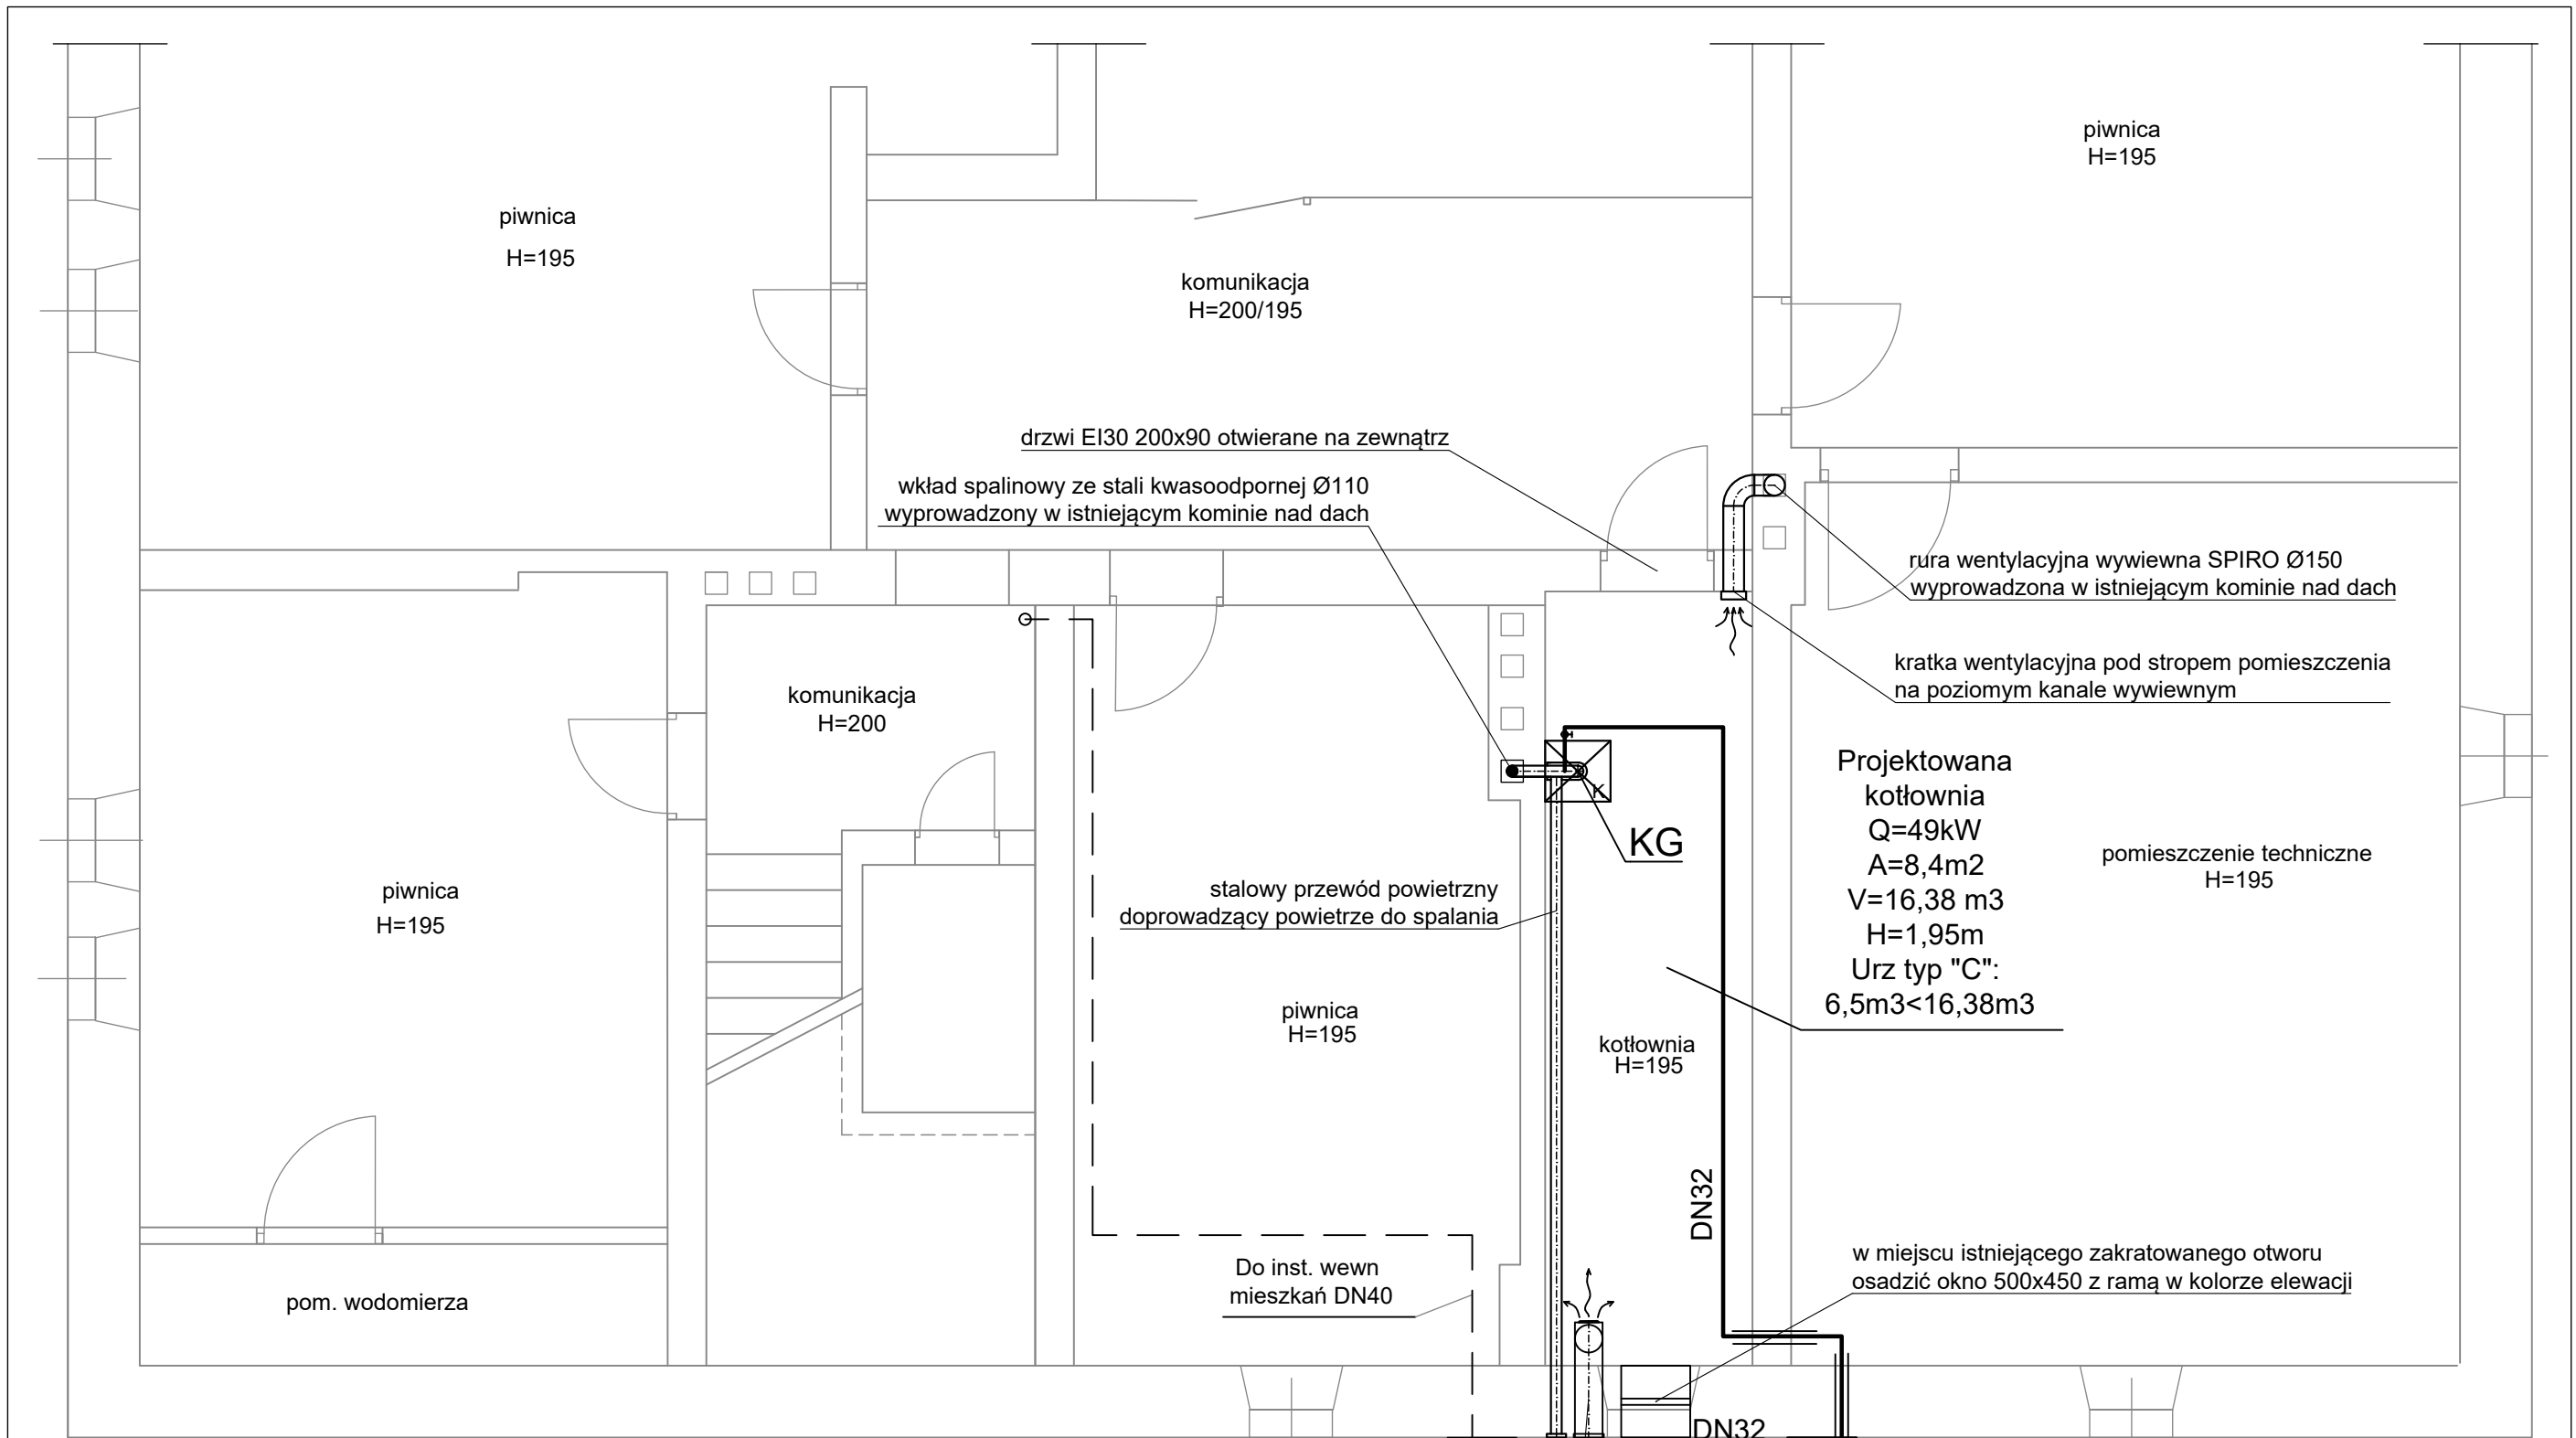 piwnica
H=195
piwnica
H=195
komunikacja
H=200/195
drzwi EI30 200x90 otwierane na zewnątrz
wkład spalinowy ze stali kwasoodpornej Ø110
wyprowadzony w istniejącym kominie nad dach
rura wentylacyjna wywiewna SPIRO Ø150
wyprowadzona w istniejącym kominie nad dach
kratka wentylacyjna pod stropem pomieszczenia
na poziomym kanale wywiewnym
komunikacja
H=200
K
KG
Projektowana
kotłownia
Q=49kW
A=8,4m2
V=16,38 m3
H=1,95m
Urz typ "C":
6,5m3<16,38m3
pomieszczenie techniczne
H=195
piwnica
H=195
stalowy przewód powietrzny
doprowadzący powietrze do spalania
piwnica
H=195
kotłownia
H=195
DN32
Do inst. wewn
mieszkań DN40
w miejscu istniejącego zakratowanego otworu
osadzić okno 500x450 z ramą w kolorze elewacji
pom. wodomierza
DN32